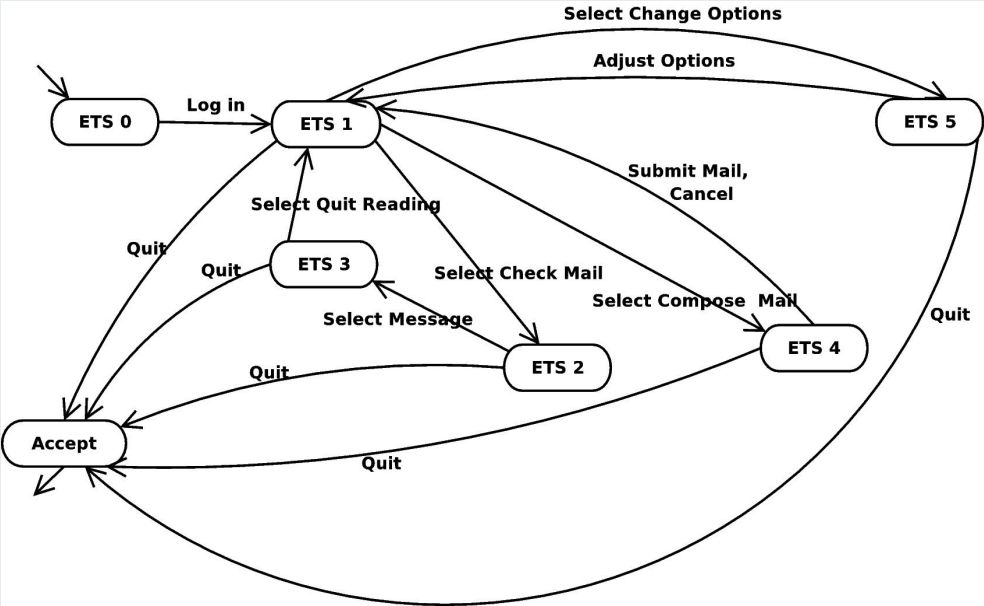 Select Change Options
Adjust Options
Log in
ETS 0
ETS 1
ETS 5
Submit Mail,
Cancel
Select Quit Reading
Quit
Quit
ETS 3
Select Check Mail
Select Compose  Mail
Quit
Select Message
ETS 4
ETS 2
Quit
Accept
Quit